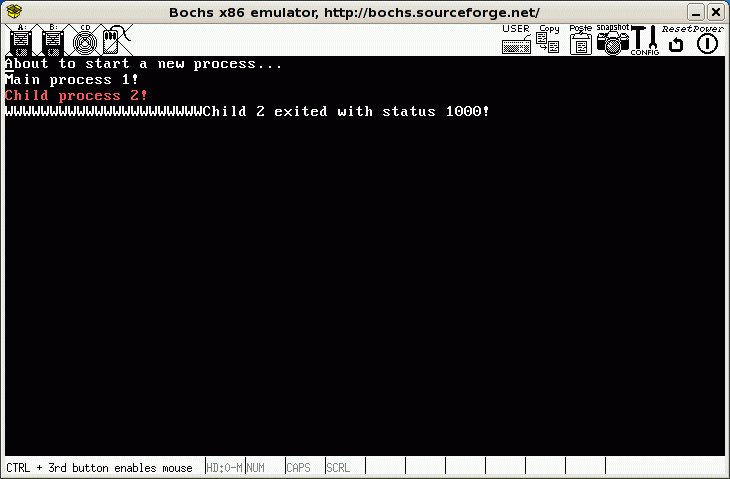 Bochs x86 emulator, http://bochs.sourceforge.net/
A: B: CD USER Copy Paste snapshot CONFIG Reset Power
About to start a new process...
Main process 1!
Child process 2!
WWWWWWWWWWWWWWWWWWWWWWChild 2 exited with status 1000!
CTRL + 3rd button enables mouse HD:0-M NUM CAPS SCRL